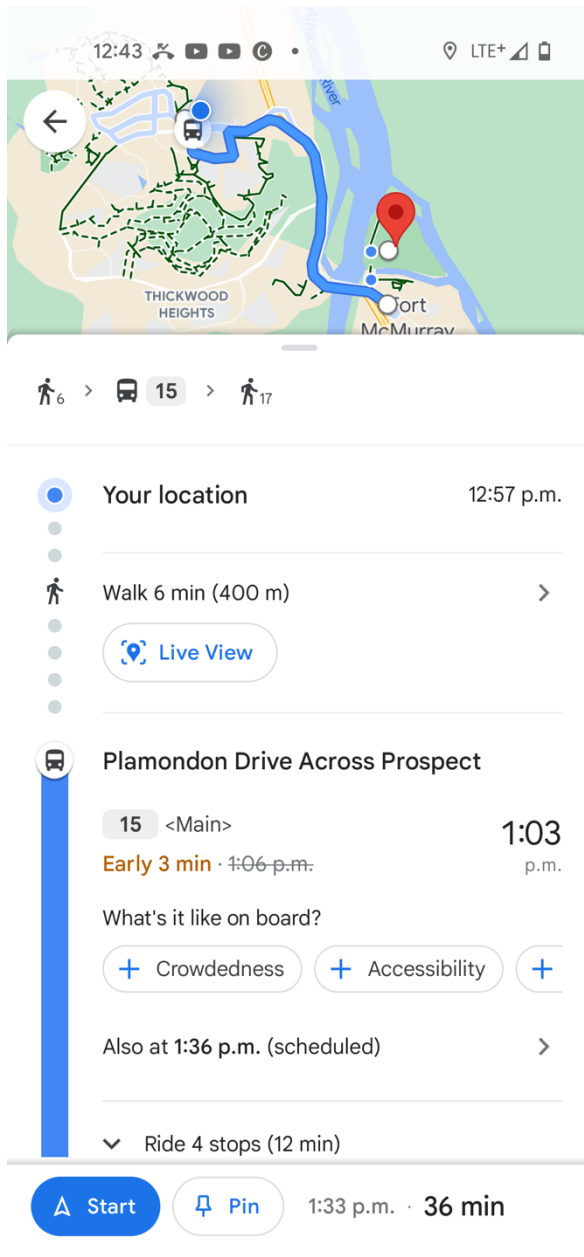 12:43 LTE+
River
THICKWOOD
HEIGHTS
Fort
McMurray
6 > 15 > 17
Your location 12:57 p.m.
Walk 6 min (400 m)
Live View
Plamondon Drive Across Prospect
15 <Main> 1:03
Early 3 min · 1:06 p.m. p.m.
What's it like on board?
+ Crowdedness + Accessibility +
Also at 1:36 p.m. (scheduled)
Ride 4 stops (12 min)
Start Pin 1:33 p.m. · 36 min